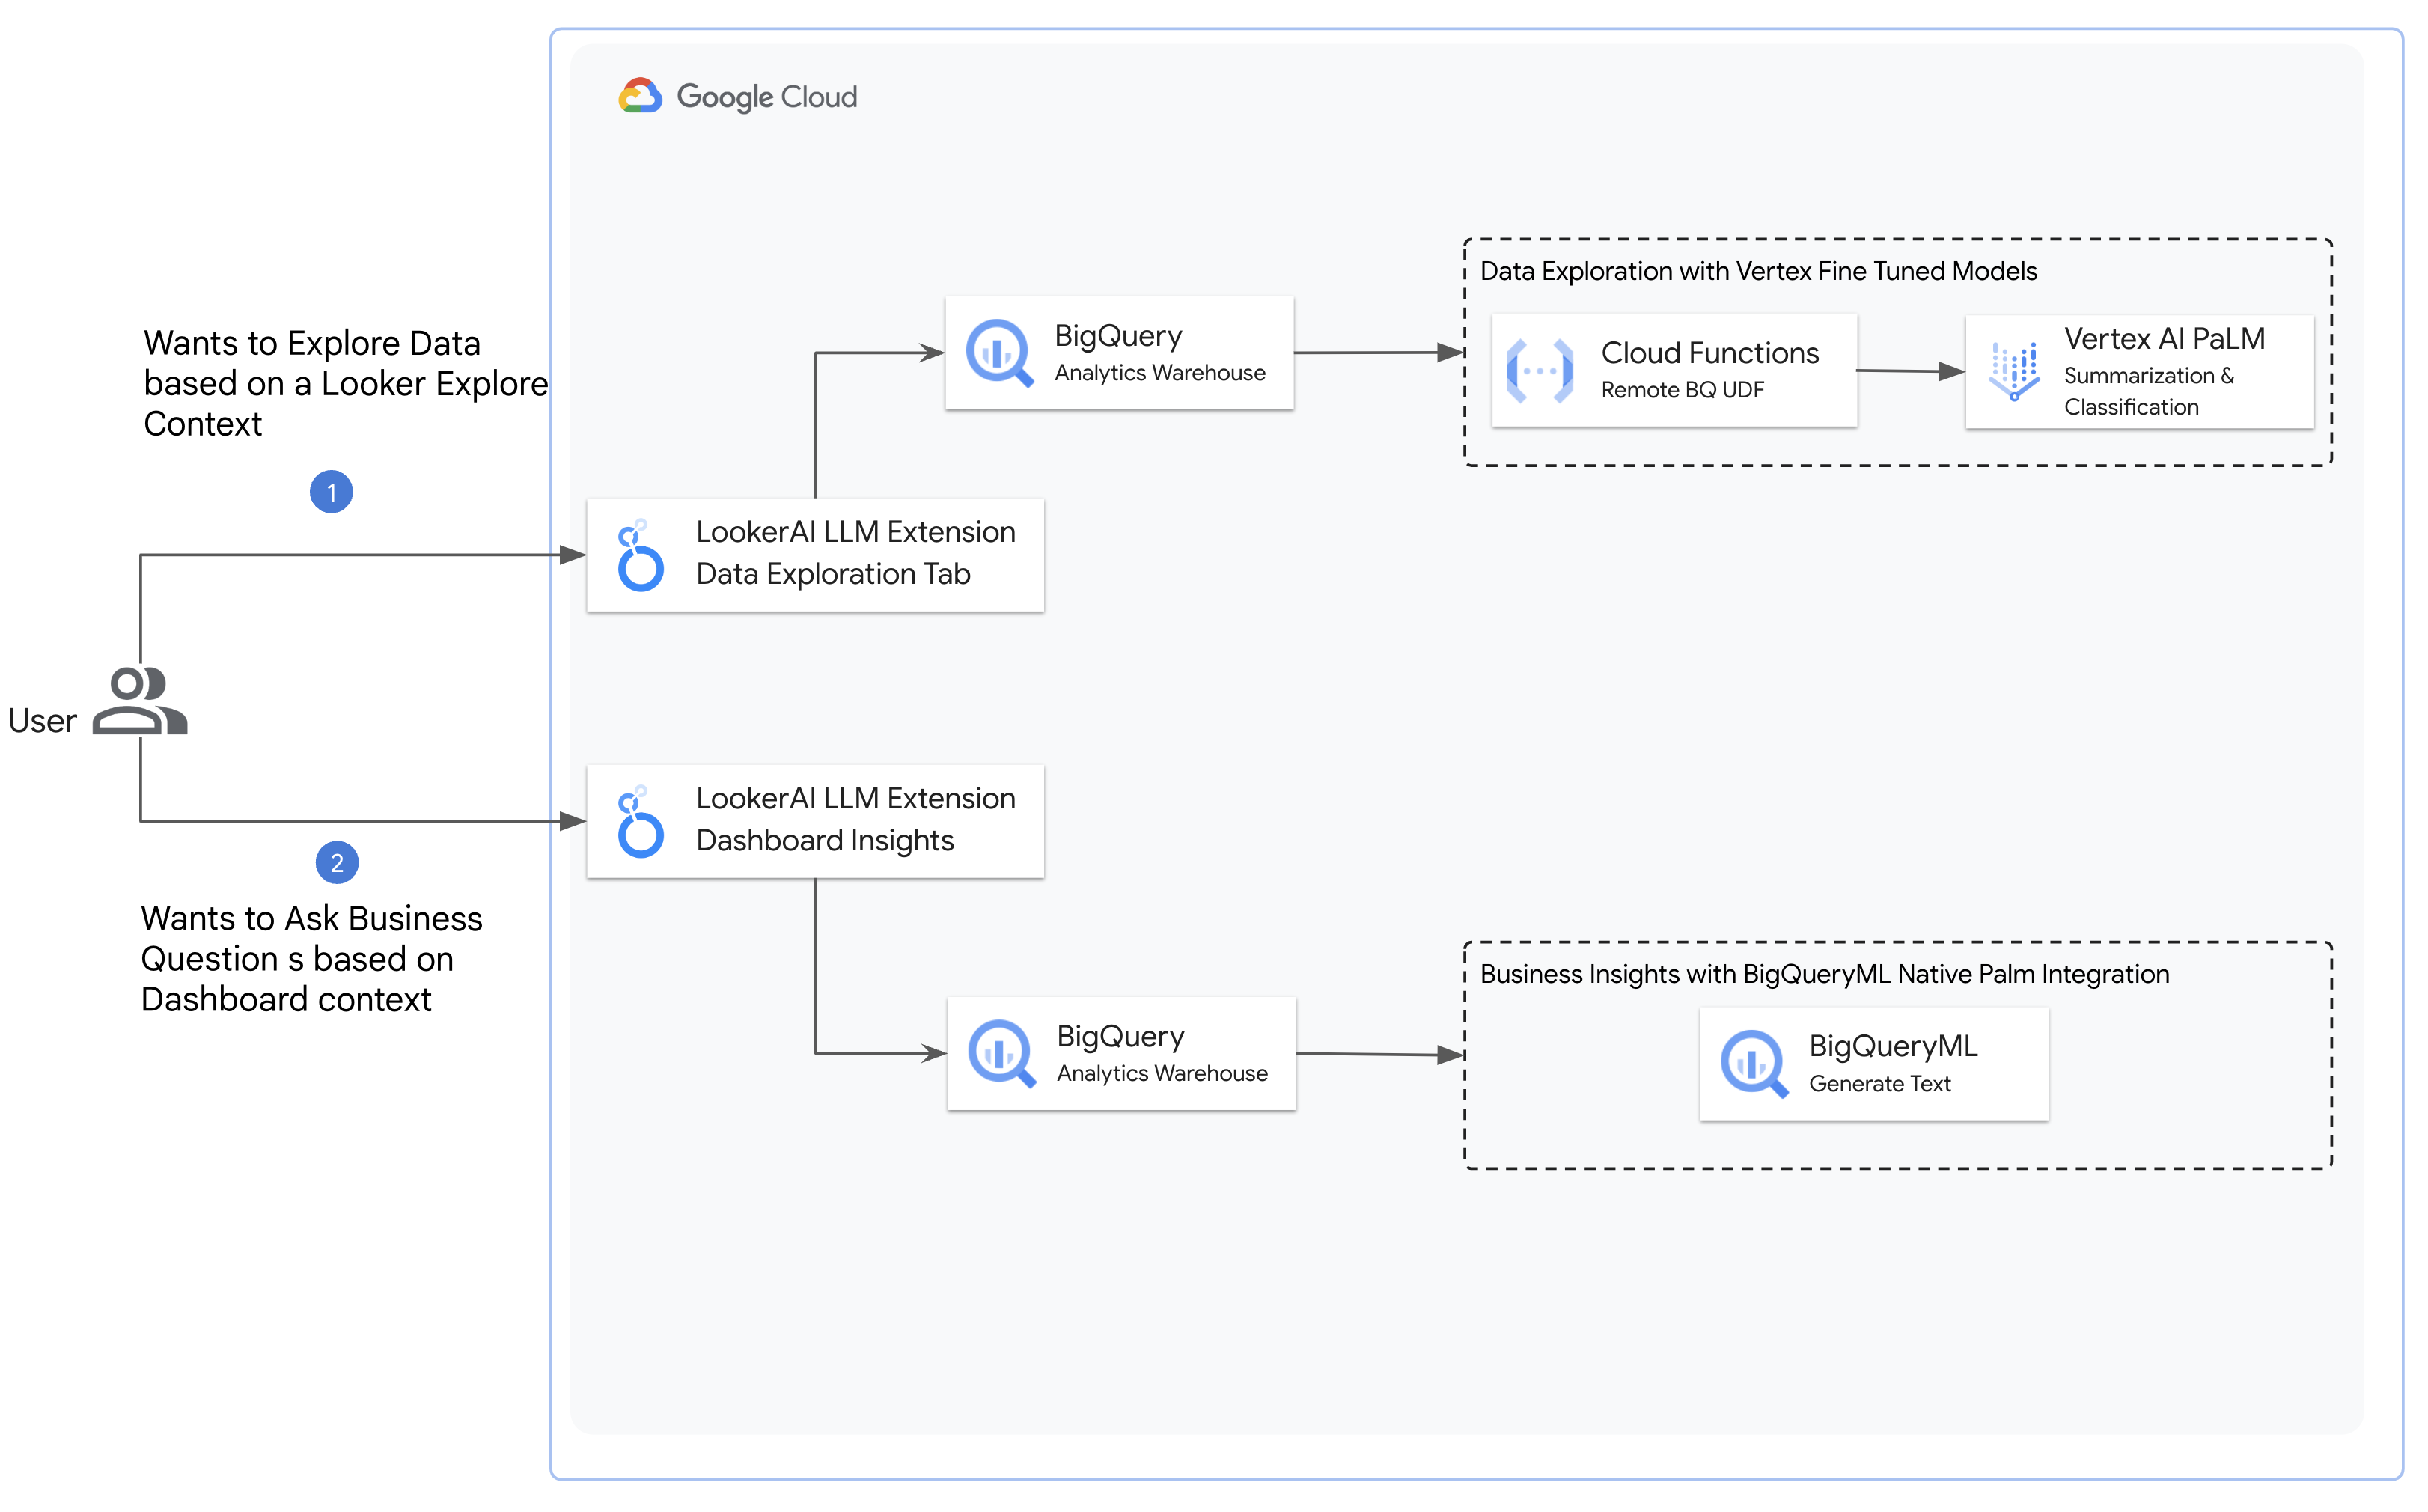 Google Cloud
Wants to Explore Data
based on a Looker Explore
Context
1
User
2
Wants to Ask Business
Question s based on
Dashboard context
LookerAI LLM Extension
Data Exploration Tab
BigQuery
Analytics Warehouse
Data Exploration with Vertex Fine Tuned Models
Cloud Functions
Remote BQ UDF
Vertex AI PaLM
Summarization &
Classification
LookerAI LLM Extension
Dashboard Insights
BigQuery
Analytics Warehouse
Business Insights with BigQueryML Native Palm Integration
BigQueryML
Generate Text